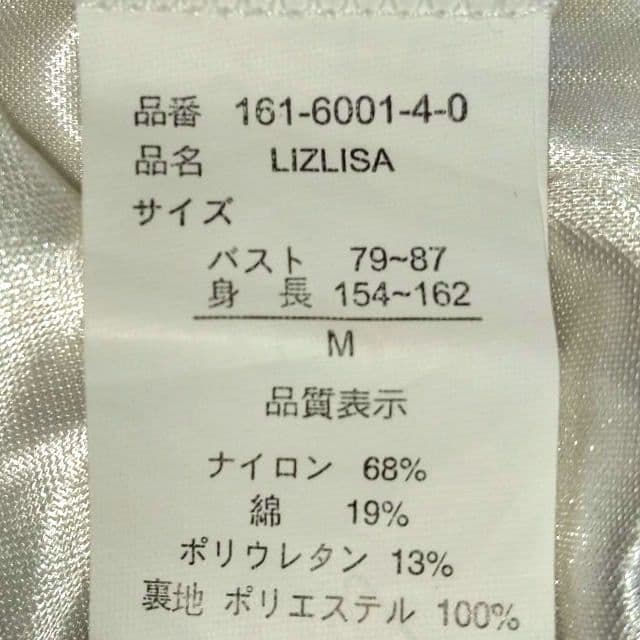 品番 161-6001-4-0
品名 LIZLISA
サイズ
バスト 79~87
身 長 154~162
M
品質表示
ナイロン 68%
綿 19%
ポリウレタン 13%
裏地 ポリエステル 100%